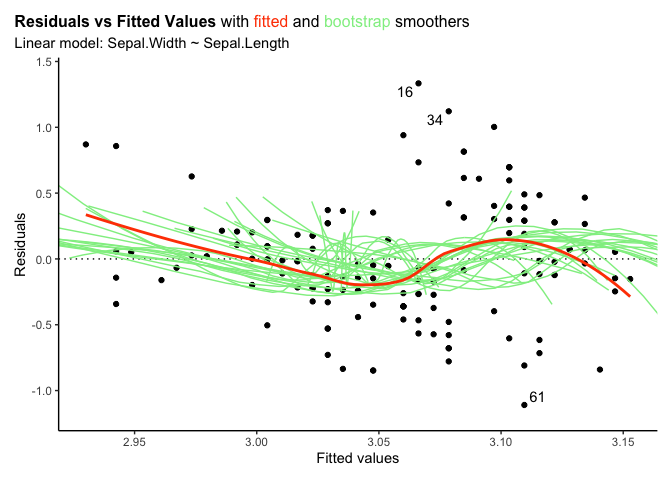 Residuals vs Fitted Values with fitted and bootstrap smoothers
Linear model: Sepal.Width ~ Sepal.Length
1.5
16
34
1.0
0.5
Residuals
0.0
-0.5
-1.0
61
2.95 3.00 3.05 3.10 3.15
Fitted values